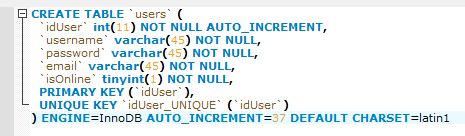 CREATE TABLE `users` (
`idUser` int(11) NOT NULL AUTO_INCREMENT,
`username` varchar(45) NOT NULL,
`password` varchar(45) NOT NULL,
`email` varchar(45) NOT NULL,
`isOnline` tinyint(1) NOT NULL,
PRIMARY KEY (`idUser`),
UNIQUE KEY `idUser_UNIQUE` (`idUser`)
) ENGINE=InnoDB AUTO_INCREMENT=37 DEFAULT CHARSET=latin1